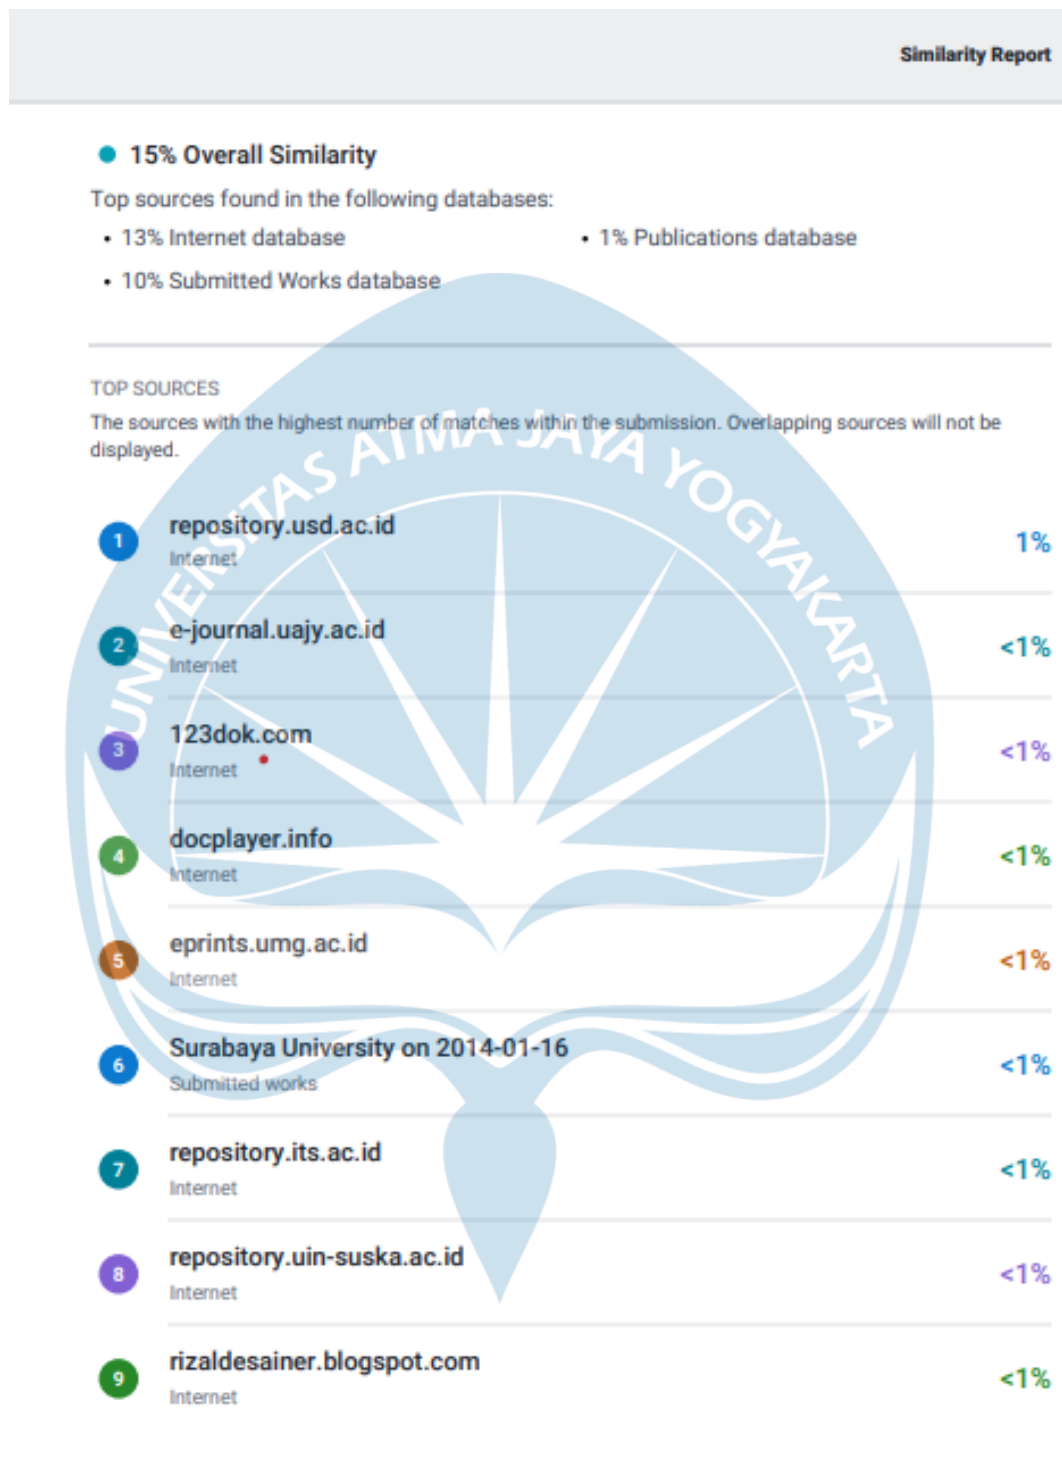 Similarity Report
15% Overall Similarity
Top sources found in the following databases:
• 13% Internet database
• 1% Publications database
• 10% Submitted Works database
TOP SOURCES
The sources with the highest number of matches within the submission. Overlapping sources will not be
displayed.
UNIVERSITAS ATMA JAYA YOGYAKARTA
1
repository.usd.ac.id
1%
Internet
2
e-journal.uajy.ac.id
<1%
Internet
3
123dok.com
<1%
Internet
4
docplayer.info
<1%
Internet
5
eprints.umg.ac.id
<1%
Internet
6
Surabaya University on 2014-01-16
<1%
Submitted works
7
repository.its.ac.id
<1%
Internet
8
repository.uin-suska.ac.id
<1%
Internet
9
rizaldesainer.blogspot.com
<1%
Internet